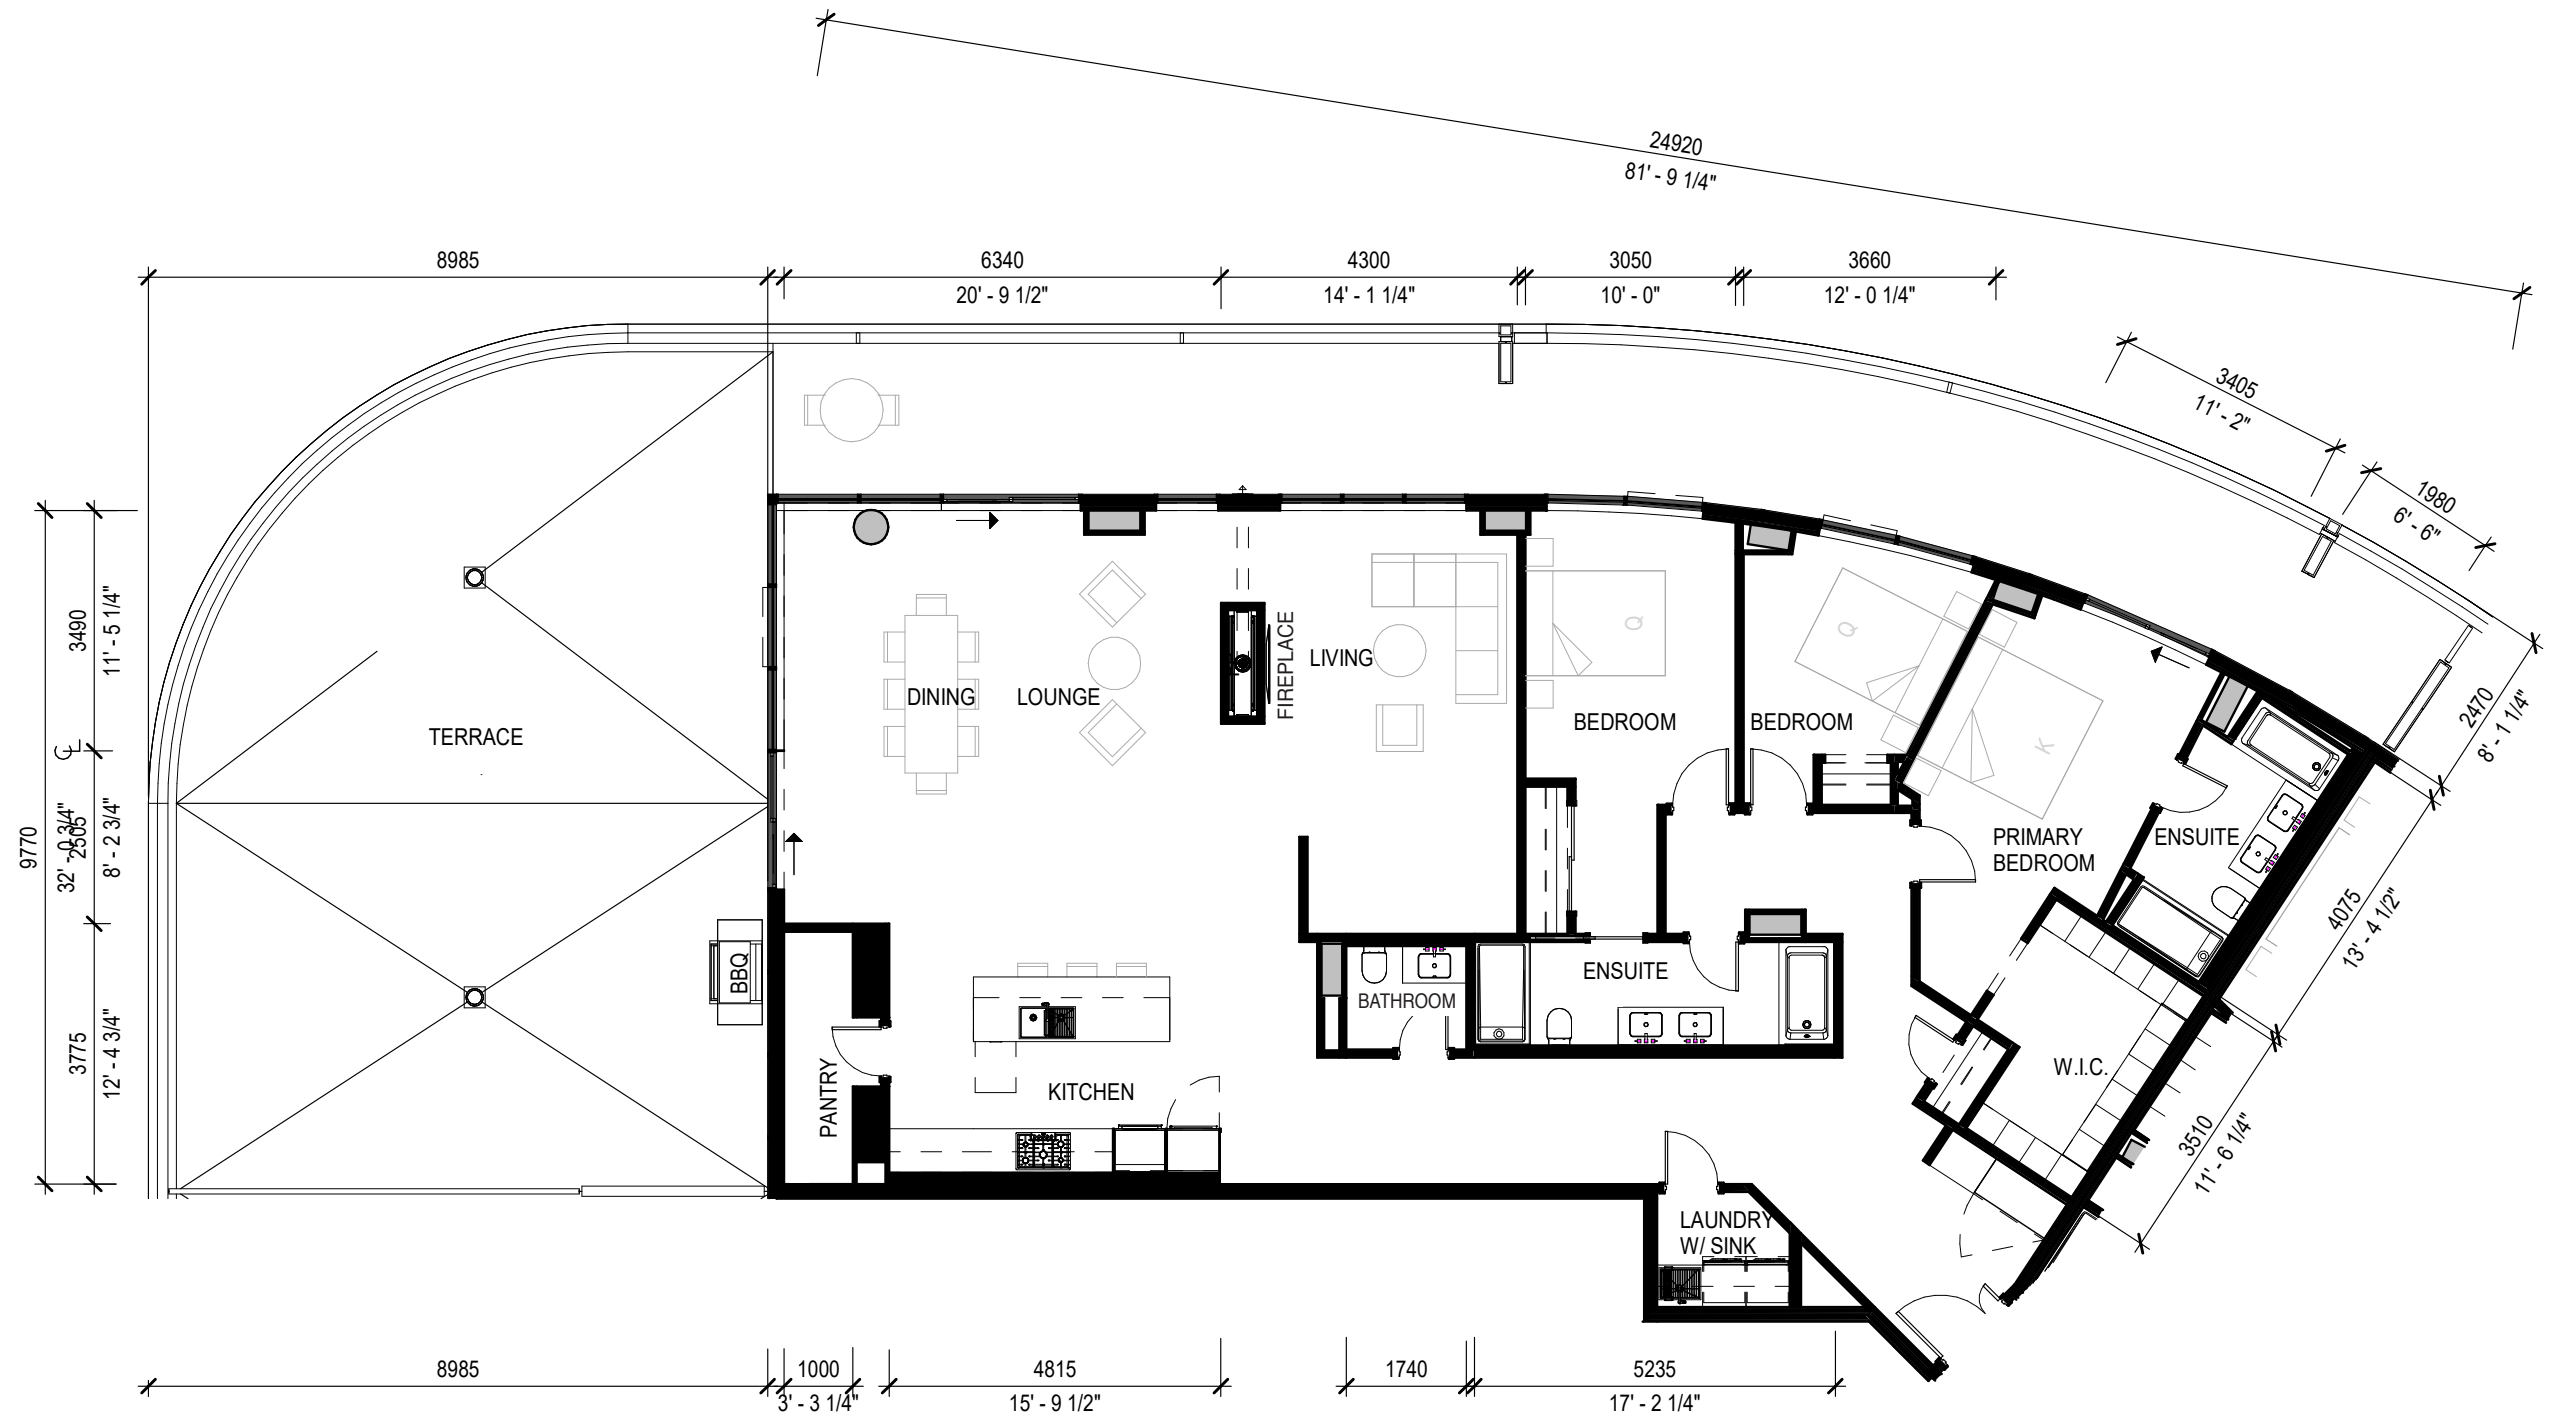 24920
81' - 9 1/4"
8985
6340
4300
3050
3660
20' - 9 1/2"
14' - 1 1/4"
10' - 0"
12' - 0 1/4"
3405
11' - 2"
1980
6' - 6"
2470
8' - 1 1/4"
4075
13' - 4 1/2"
3510
11' - 6 1/4"
9770
32' - 0 3/4"
3490
11' - 5 1/4"
CL
2505
8' - 2 3/4"
3775
12' - 4 3/4"
TERRACE
BBQ
DINING
LOUNGE
FIREPLACE
LIVING
Q
BEDROOM
Q
BEDROOM
K
PRIMARY
BEDROOM
ENSUITE
W.I.C.
ENSUITE
BATHROOM
KITCHEN
PANTRY
LAUNDRY
W/ SINK
8985
1000
4815
1740
5235
3' - 3 1/4"
15' - 9 1/2"
17' - 2 1/4"